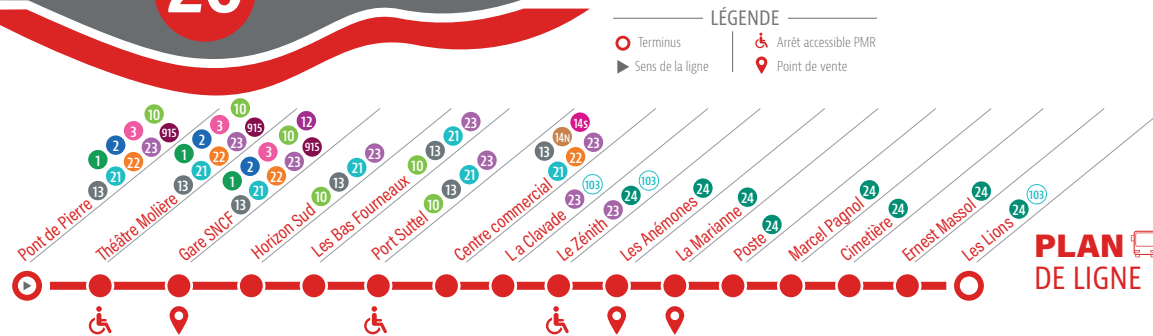 LÉGENDE
Terminus
Sens de la ligne
Arrêt accessible PMR
Point de vente
Pont de Pierre
1 2 3 10
13 21 22 23 915
Théâtre Molière
1 2 3 10
13 21 22 23 915
Gare SNCF
1 2 3 10 12
13 21 22 23 915
Horizon Sud 10 13 21 23
Les Bas Fourneaux 10 13 21 23
Port Suttel 10 13 21 23
Centre commercial
13 14N 14S
21 22 23
La Clavade 23 103
Le Zénith 23 24 103
Les Anémones 24
La Marianne 24
Poste 24
Marcel Pagnol 24
Cimetière 24
Ernest Massol 24
Les Lions 24 103
PLAN
DE LIGNE